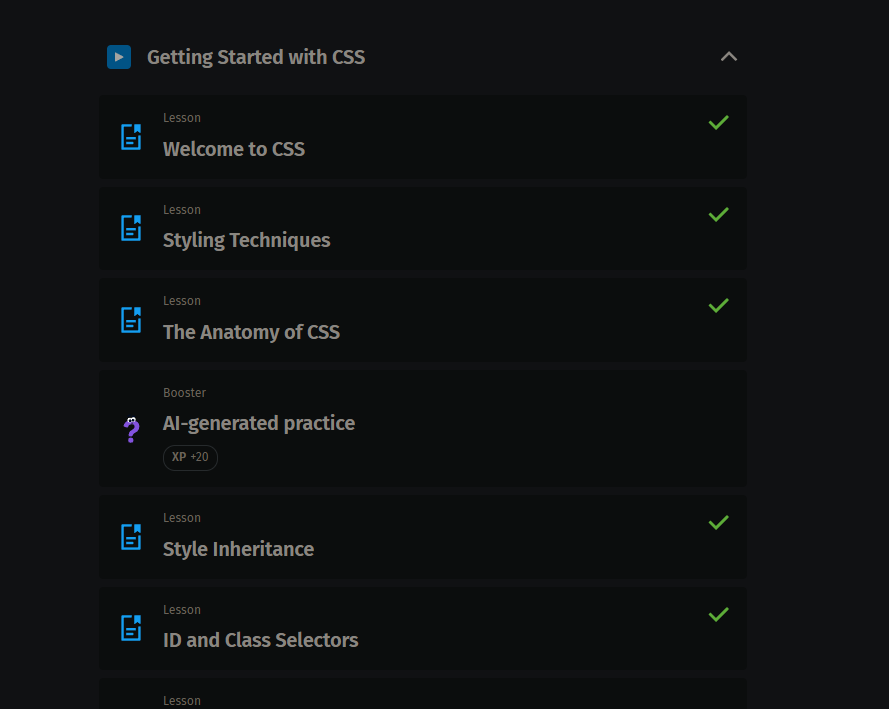 Getting Started with CSS
Lesson
Welcome to CSS
Lesson
Styling Techniques
Lesson
The Anatomy of CSS
Booster
AI-generated practice
XP +20
Lesson
Style Inheritance
Lesson
ID and Class Selectors
Lesson